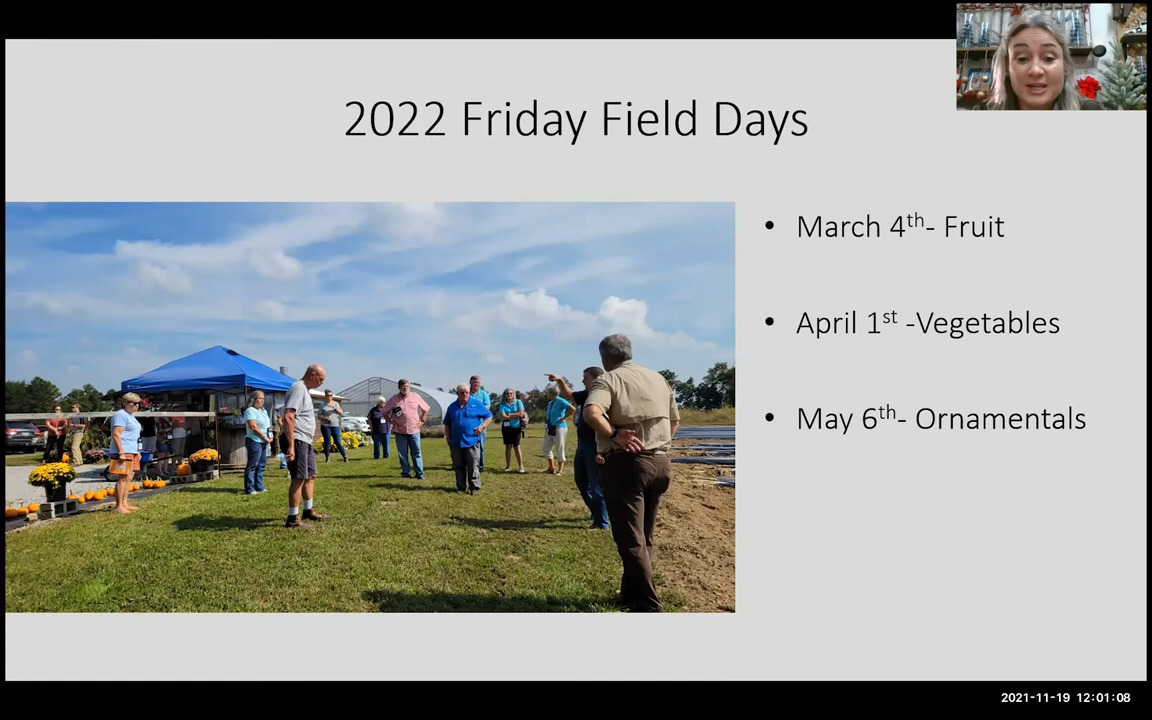 2022 Friday Field Days
• March 4th- Fruit
• April 1st -Vegetables
• May 6th- Ornamentals
2021-11-19 12:01:08